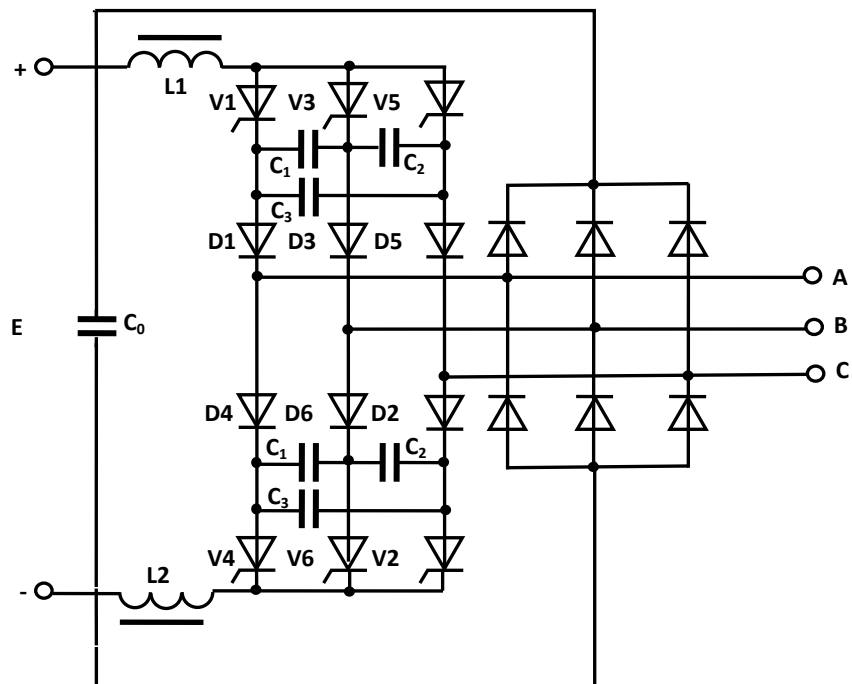 +
L1
V1 V3 V5
C1 C2
C3
D1 D3 D5
A
E C0 B
C
D4 D6 D2
C1 C2
C3
V4 V6 V2
L2
-